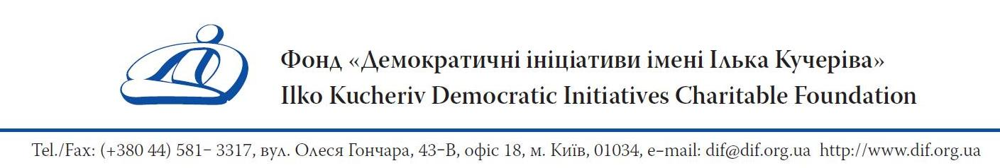 Фонд «Демократичні ініціативи імені Ілька Кучеріва»
Ilko Kucheriv Democratic Initiatives Charitable Foundation
Tel./Fax: (+380 44) 581– 3317, вул. Олеся Гончара, 43–В, офіс 18, м. Київ, 01034, e–mail: dif@dif.org.ua http://www.dif.org.ua